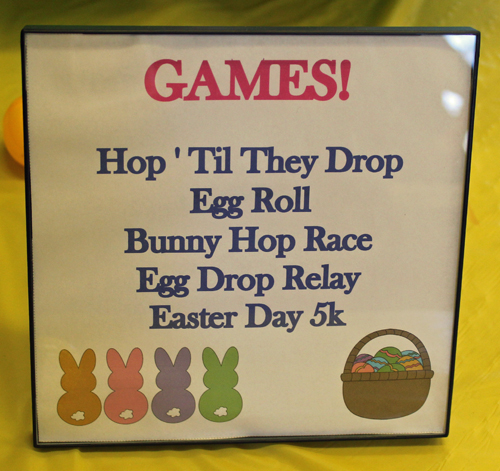 GAMES!
Hop ' Til They Drop
Egg Roll
Bunny Hop Race
Egg Drop Relay
Easter Day 5k